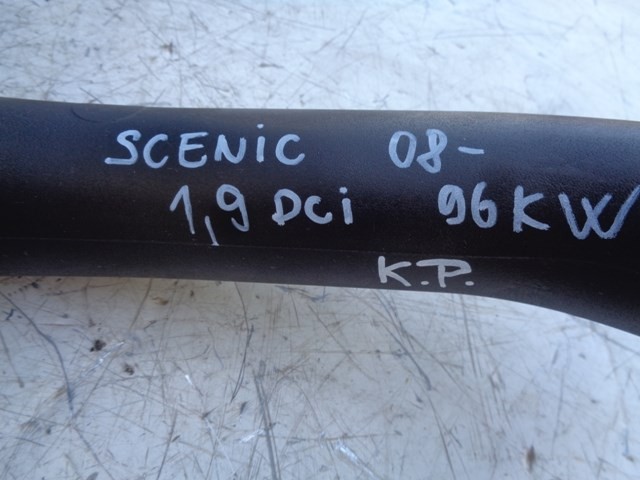 SCENiC 08-
1,9 DCi 96KW
K.P.